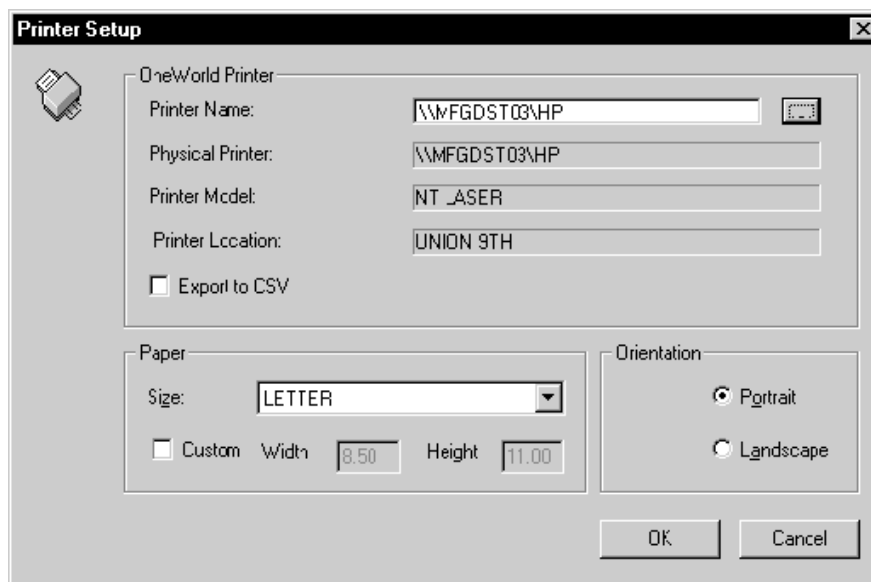 Printer Setup
OneWorld Printer
Printer Name: \\MFGDST03\HP ...
Physical Printer: \\MFGDST03\HP
Printer Model: NT LASER
Printer Location: UNION 9TH
Export to CSV
Paper
Size: LETTER
Custom Width 8.50 Height 11.00
Orientation
Portrait
Landscape
OK Cancel